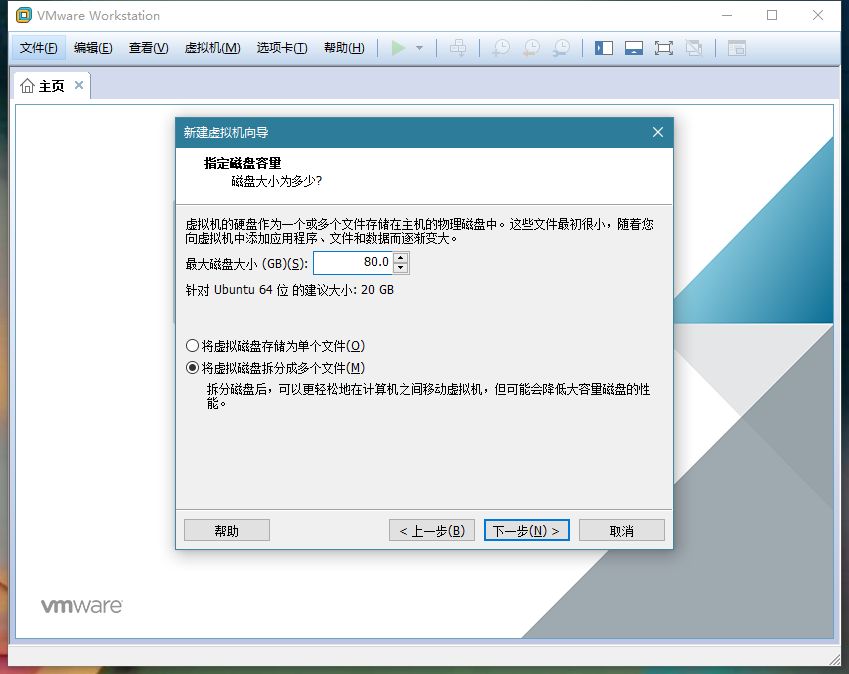 VMware Workstation
文件(F) 编辑(E) 查看(V) 虚拟机(M) 选项卡(T) 帮助(H)
主页
新建虚拟机向导
指定磁盘容量
磁盘大小为多少?
虚拟机的硬盘作为一个或多个文件存储在主机的物理磁盘中。这些文件最初很小，随着您
向虚拟机中添加应用程序、文件和数据而逐渐变大。
最大磁盘大小 (GB)(S): 80.0
针对 Ubuntu 64 位 的建议大小: 20 GB
将虚拟磁盘存储为单个文件(O)
将虚拟磁盘拆分成多个文件(M)
拆分磁盘后，可以更轻松地在计算机之间移动虚拟机，但可能会降低大容量磁盘的性
能。
帮助 < 上一步(B) 下一步(N) > 取消
vmware